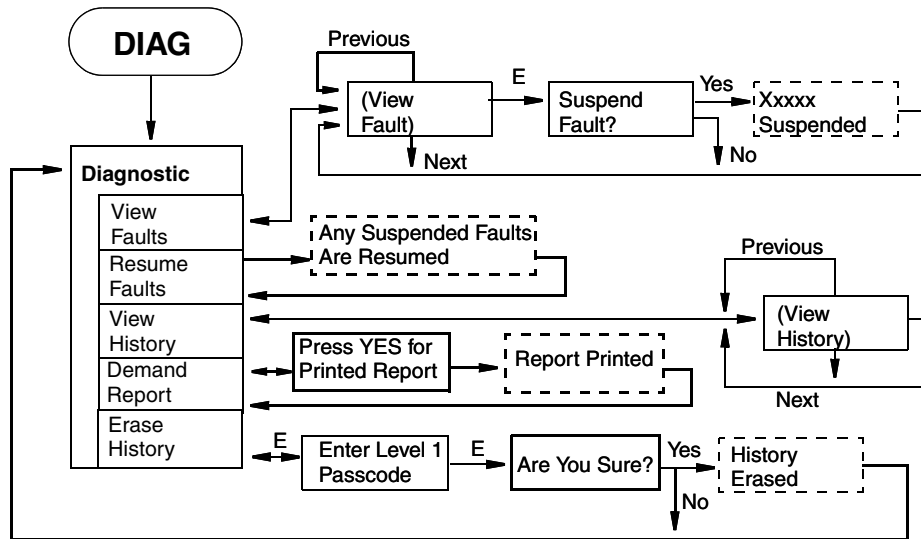 DIAG
Previous
(View
Fault)
E
Suspend
Fault?
Yes
Xxxxx
Suspended
Next
No
Diagnostic
View
Faults
Resume
Faults
View
History
Demand
Report
Erase
History
Any Suspended Faults
Are Resumed
Previous
(View
History)
Next
Press YES for
Printed Report
Report Printed
E
Enter Level 1
Passcode
E
Are You Sure?
Yes
No
History
Erased